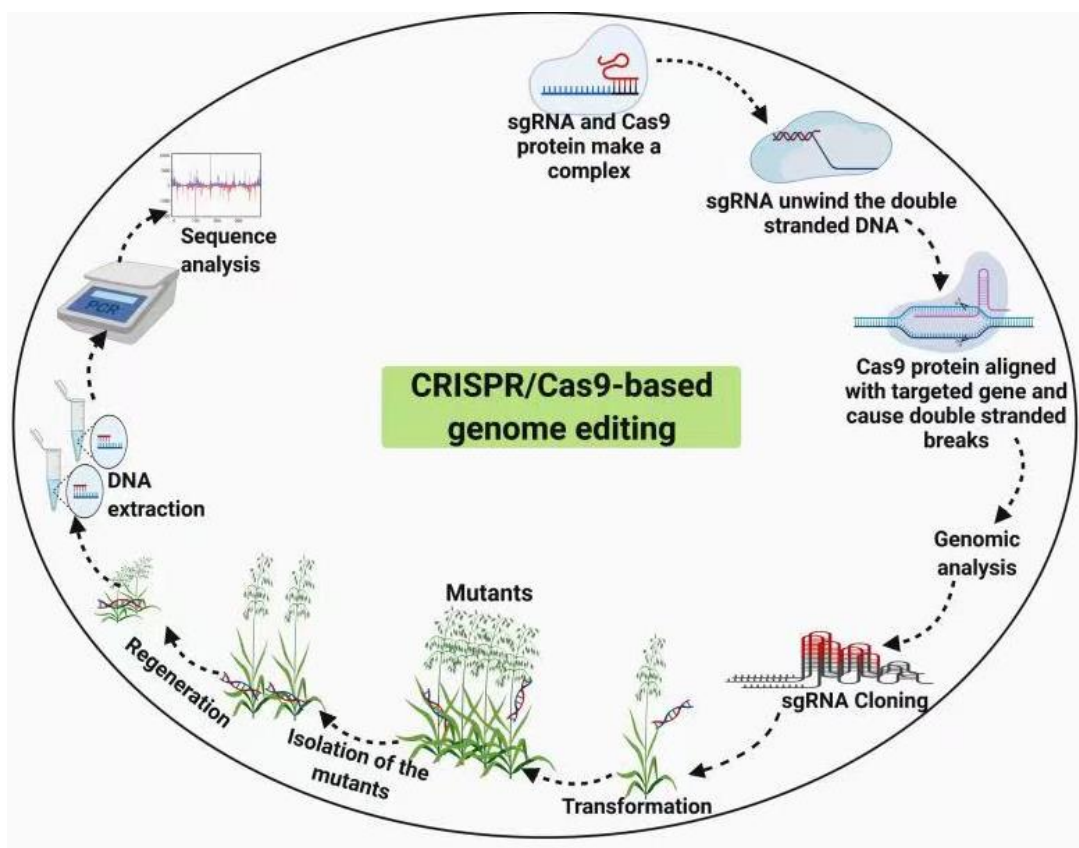 sgRNA and Cas9
protein make a
complex
sgRNA unwind the double
stranded DNA
Cas9 protein aligned
with targeted gene and
cause double stranded
breaks
Genomic
analysis
sgRNA Cloning
Transformation
Mutants
Isolation of the
mutants
Regeneration
DNA
extraction
PCR
Sequence
analysis
CRISPR/Cas9-based
genome editing